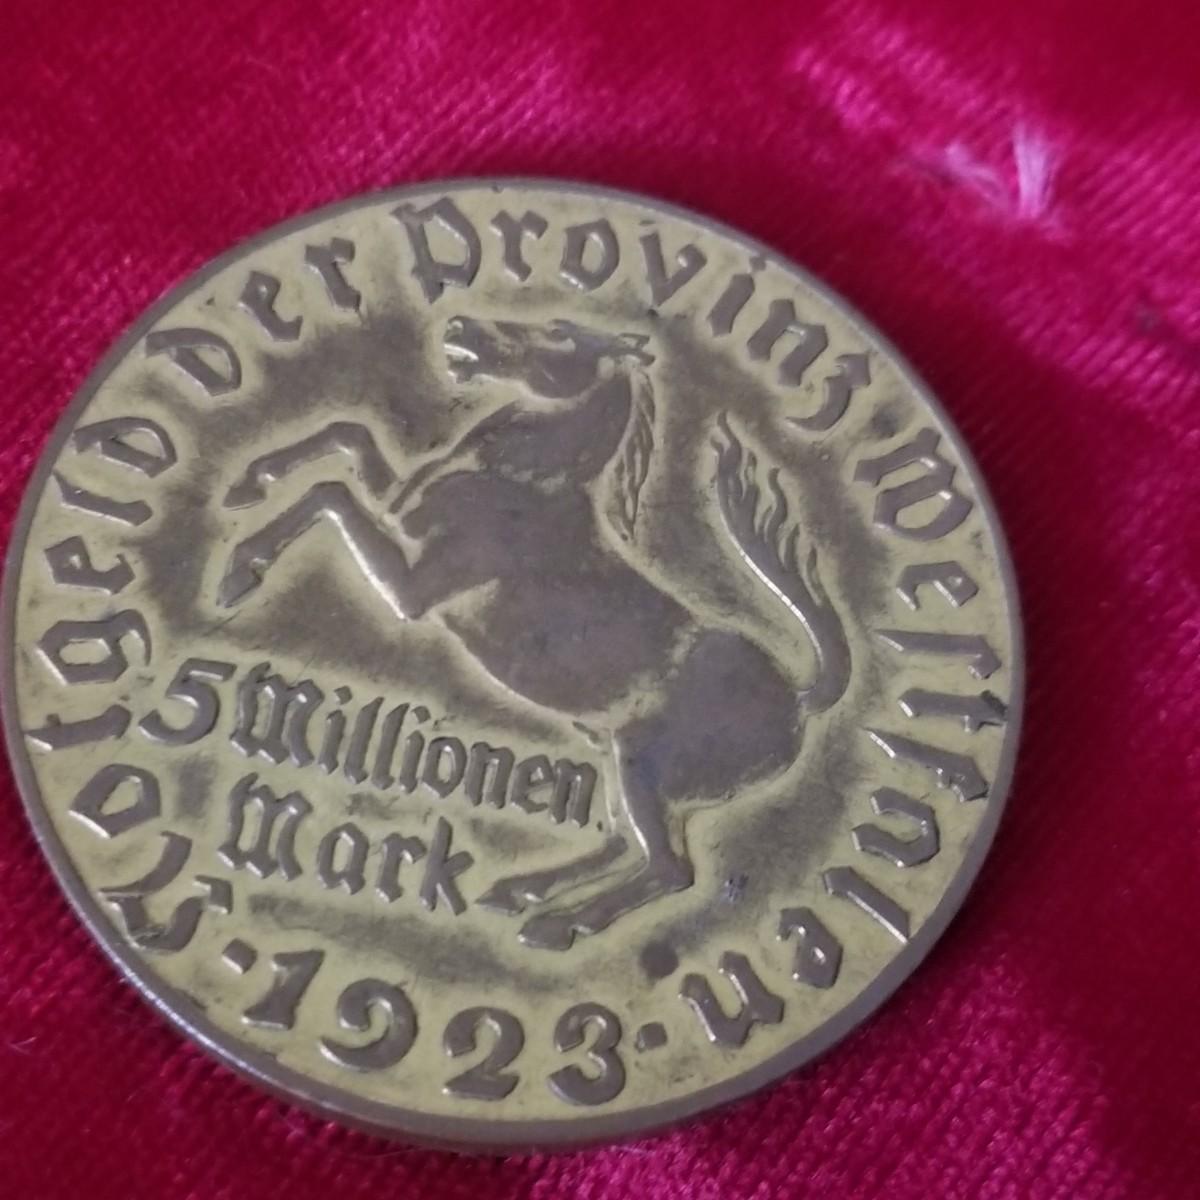 Notgeld der Provinz Westfalen · 1923 ·
5 Millionen
Mark